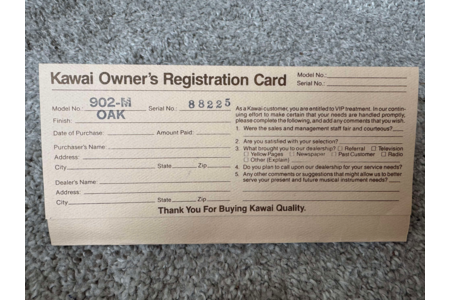 Kawai Owner's Registration Card
Model No.:
Serial No.:
Model No.: 902-M Serial No.: 88225
OAK
Finish:
Date of Purchase: Amount Paid:
Purchaser's Name:
Address:
City State Zip
Dealer's Name:
Address:
City State Zip
As a Kawai customer, you are entitled to VIP treatment. In our contin-
uing effort to make certain that your needs are handled promptly,
please complete the following, and add any comments that you wish.
1. Were the sales and management staff fair and courteous?
2. Are you satisfied with your selection?
3. What brought you to our dealership? ☐ Referral ☐ Television
☐ Yellow Pages ☐ Newspaper ☐ Past Customer ☐ Radio
☐ Other (Explain)
4. Do you plan to call upon our dealership for your service needs?
5. Any other comments or suggestions that might allow us to better
serve your present and future musical instrument needs?
Thank You For Buying Kawai Quality.